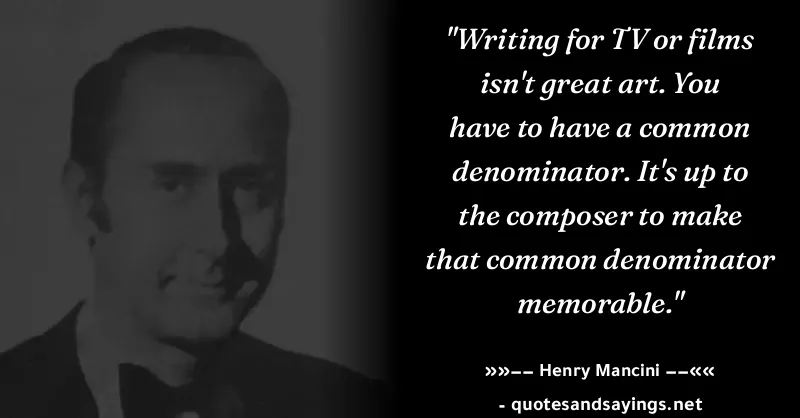 "Writing for TV or films
isn't great art. You
have to have a common
denominator. It's up to
the composer to make
that common denominator
memorable."
»»-- Henry Mancini --««
- quotesandsayings.net